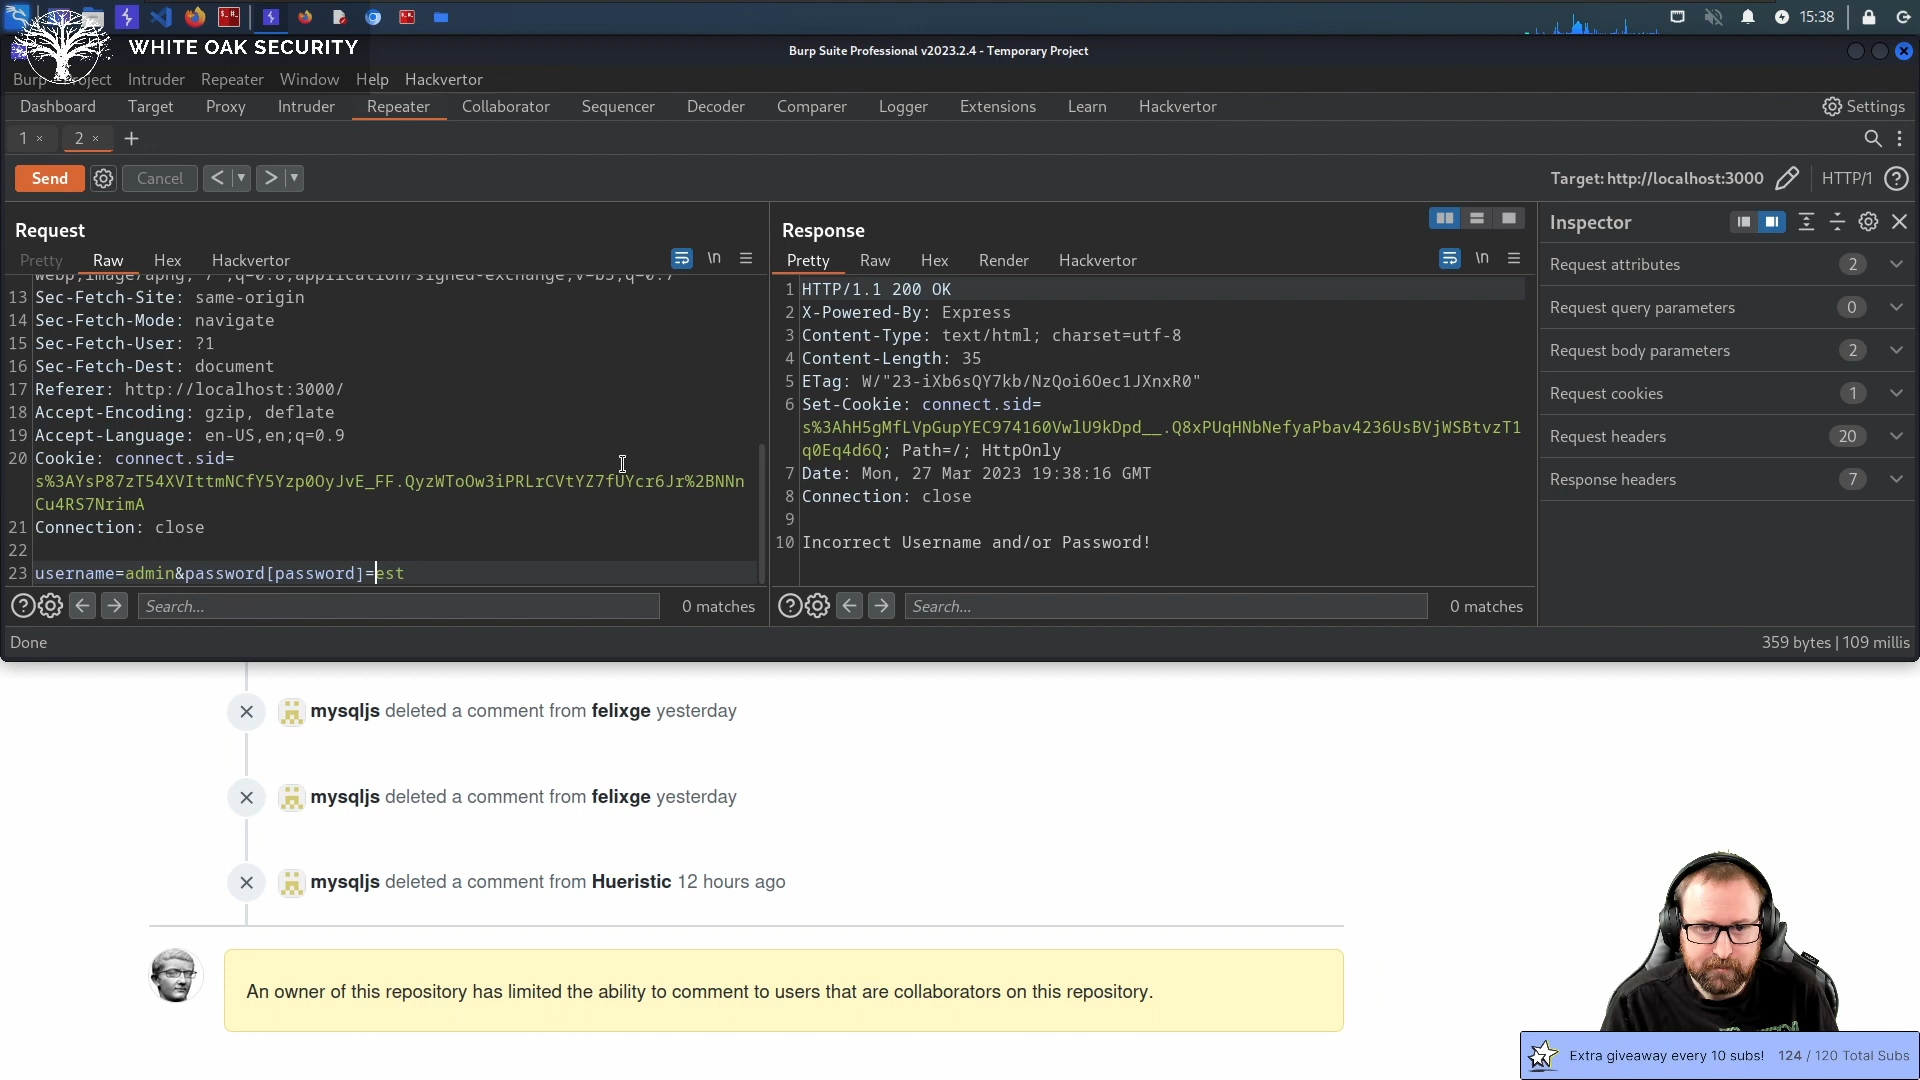 15:38
WHITE OAK SECURITY
Burp Suite Professional v2023.2.4 - Temporary Project
Burp Project Intruder Repeater Window Help Hackvertor
Dashboard Target Proxy Intruder Repeater Collaborator Sequencer Decoder Comparer Logger Extensions Learn Hackvertor Settings
1 × 2 × +
Send Cancel < > Target: http://localhost:3000 HTTP/1
Request
Pretty Raw Hex Hackvertor \n
13 Sec-Fetch-Site: same-origin
14 Sec-Fetch-Mode: navigate
15 Sec-Fetch-User: ?1
16 Sec-Fetch-Dest: document
17 Referer: http://localhost:3000/
18 Accept-Encoding: gzip, deflate
19 Accept-Language: en-US,en;q=0.9
20 Cookie: connect.sid=
s%3AYsP87zT54XVIttmNCfY5Yzp0OyJvE_FF.QyzWToOw3iPRLrCVtYZ7fUYcr6Jr%2BNNn
Cu4RS7NrimA
21 Connection: close
22
23 username=admin&password[password]=est
Search... 0 matches
Response
Pretty Raw Hex Render Hackvertor \n
1 HTTP/1.1 200 OK
2 X-Powered-By: Express
3 Content-Type: text/html; charset=utf-8
4 Content-Length: 35
5 ETag: W/"23-iXb6sQY7kb/NzQoi6Oec1JXnxR0"
6 Set-Cookie: connect.sid=
s%3AhH5gMfLVpGupYEC974160VwlU9kDpd__.Q8xPUqHNbNefyaPbav4236UsBVjWSBtvzT1
q0Eq4d6Q; Path=/; HttpOnly
7 Date: Mon, 27 Mar 2023 19:38:16 GMT
8 Connection: close
9
10 Incorrect Username and/or Password!
Search... 0 matches
Inspector
Request attributes 2
Request query parameters 0
Request body parameters 2
Request cookies 1
Request headers 20
Response headers 7
Done 359 bytes | 109 millis
mysqljs deleted a comment from felixge yesterday
mysqljs deleted a comment from felixge yesterday
mysqljs deleted a comment from Hueristic 12 hours ago
An owner of this repository has limited the ability to comment to users that are collaborators on this repository.
Extra giveaway every 10 subs! 124 / 120 Total Subs